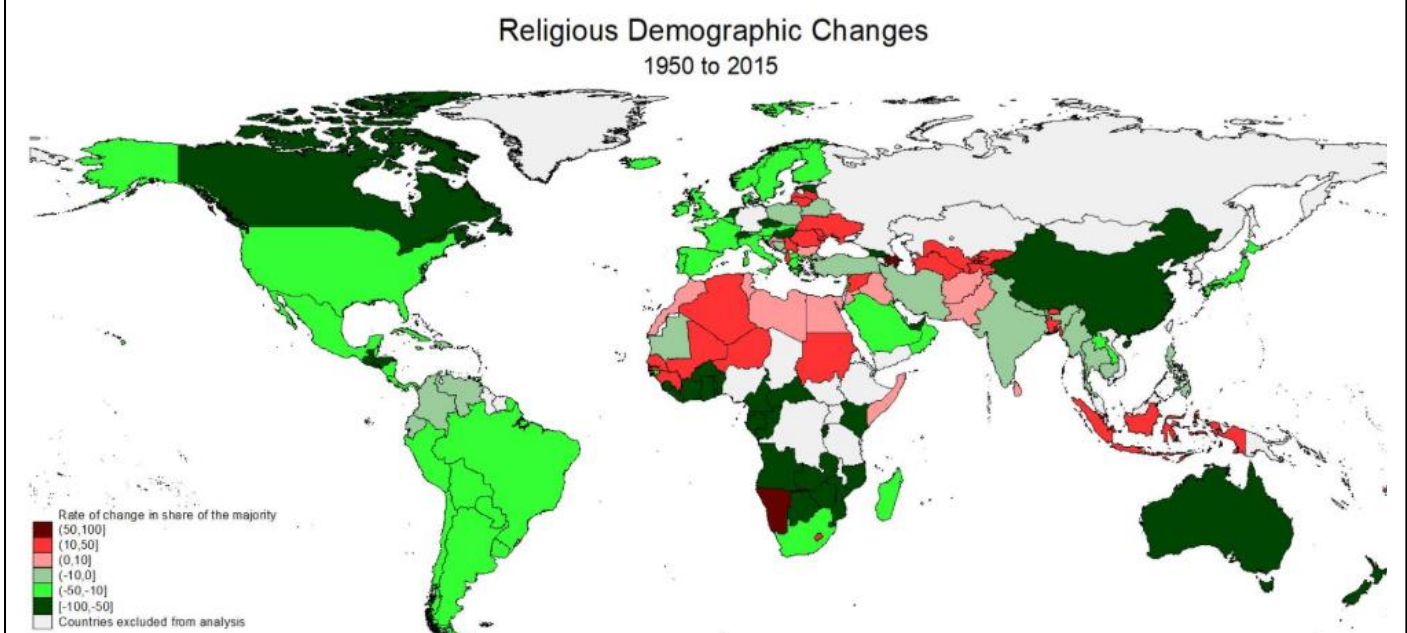 Religious Demographic Changes
1950 to 2015
Rate of change in share of the majority
(50,100]
(10,50]
(0,10]
(-10,0]
(-50,-10]
[-100,-50]
Countries excluded from analysis